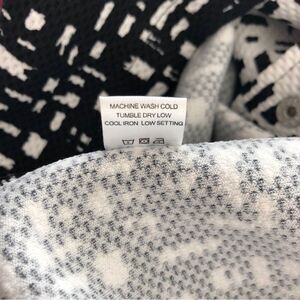 MACHINE WASH COLD
TUMBLE DRY LOW
COOL IRON LOW SETTING